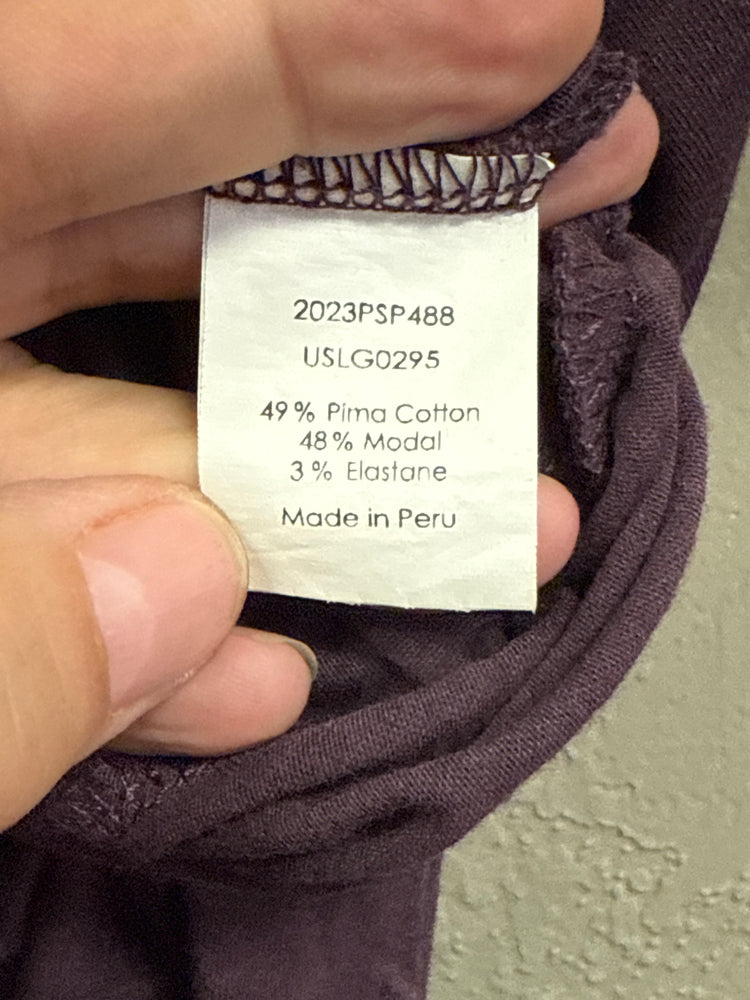 2023PSP488
USLG0295
49% Pima Cotton
48% Modal
3% Elastane
Made in Peru